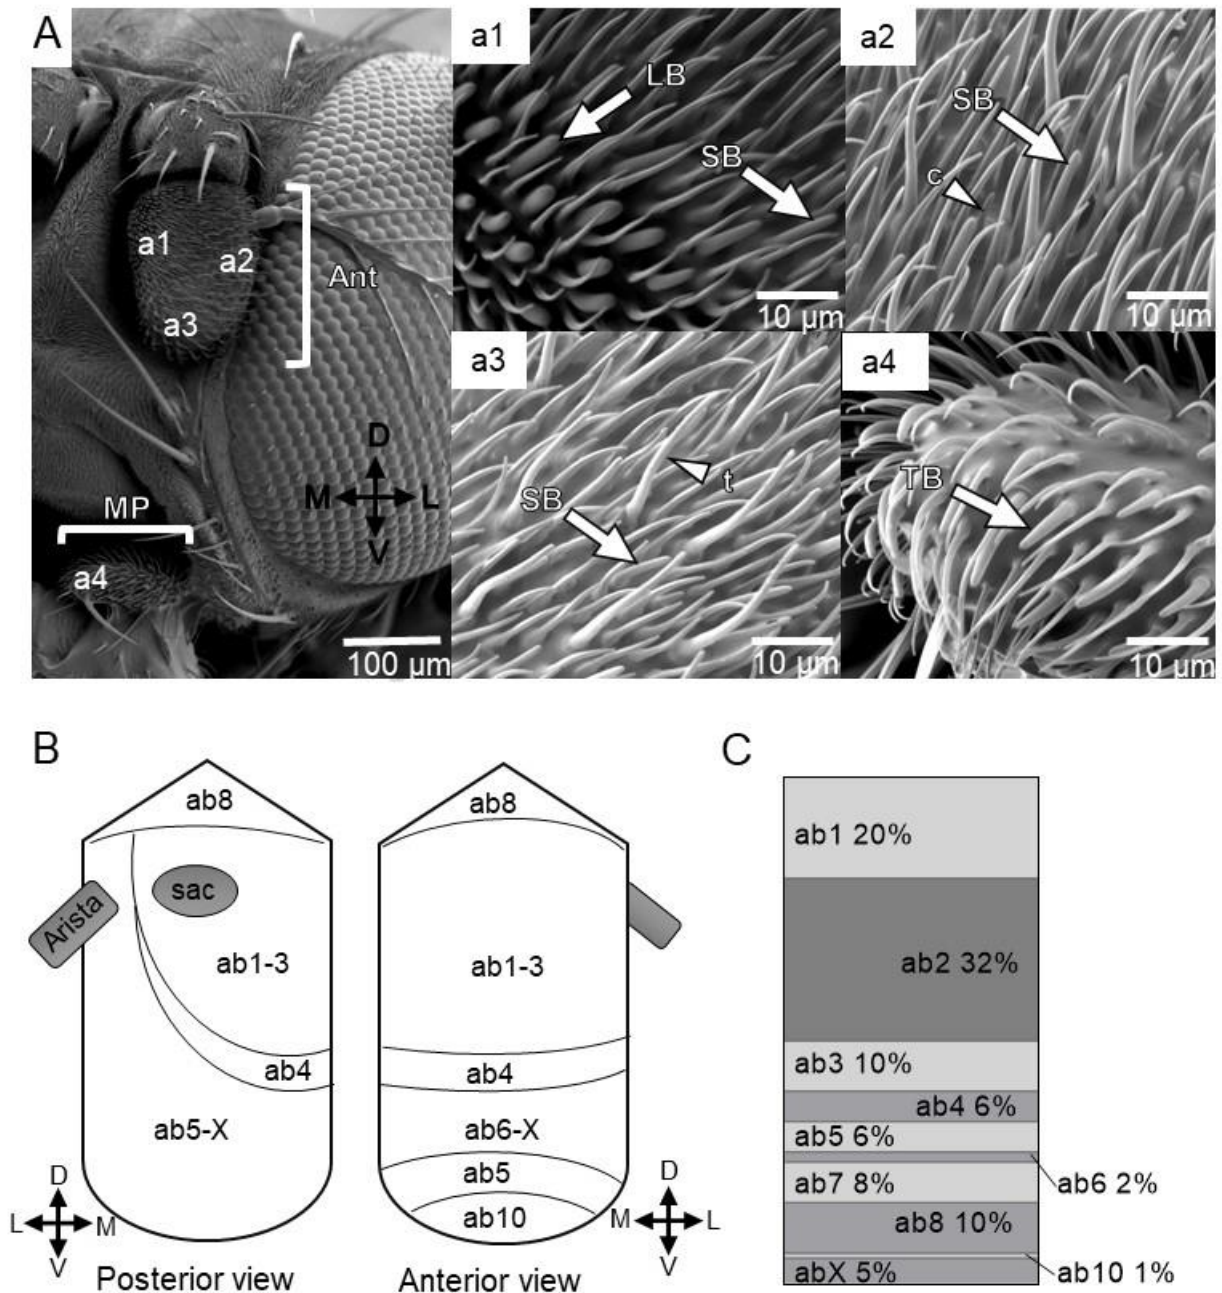 A
a1
a2
a3
Ant
D
M
L
V
MP
a4
100 µm
a1
LB
SB
10 µm
a2
SB
c
10 µm
a3
t
SB
10 µm
a4
TB
10 µm
B
ab8
Arista
sac
ab1-3
ab4
ab5-X
D
L
M
V
Posterior view
ab8
ab1-3
ab4
ab6-X
ab5
ab10
D
M
L
V
Anterior view
C
ab1 20%
ab2 32%
ab3 10%
ab4 6%
ab5 6%
ab6 2%
ab7 8%
ab8 10%
ab10 1%
abX 5%